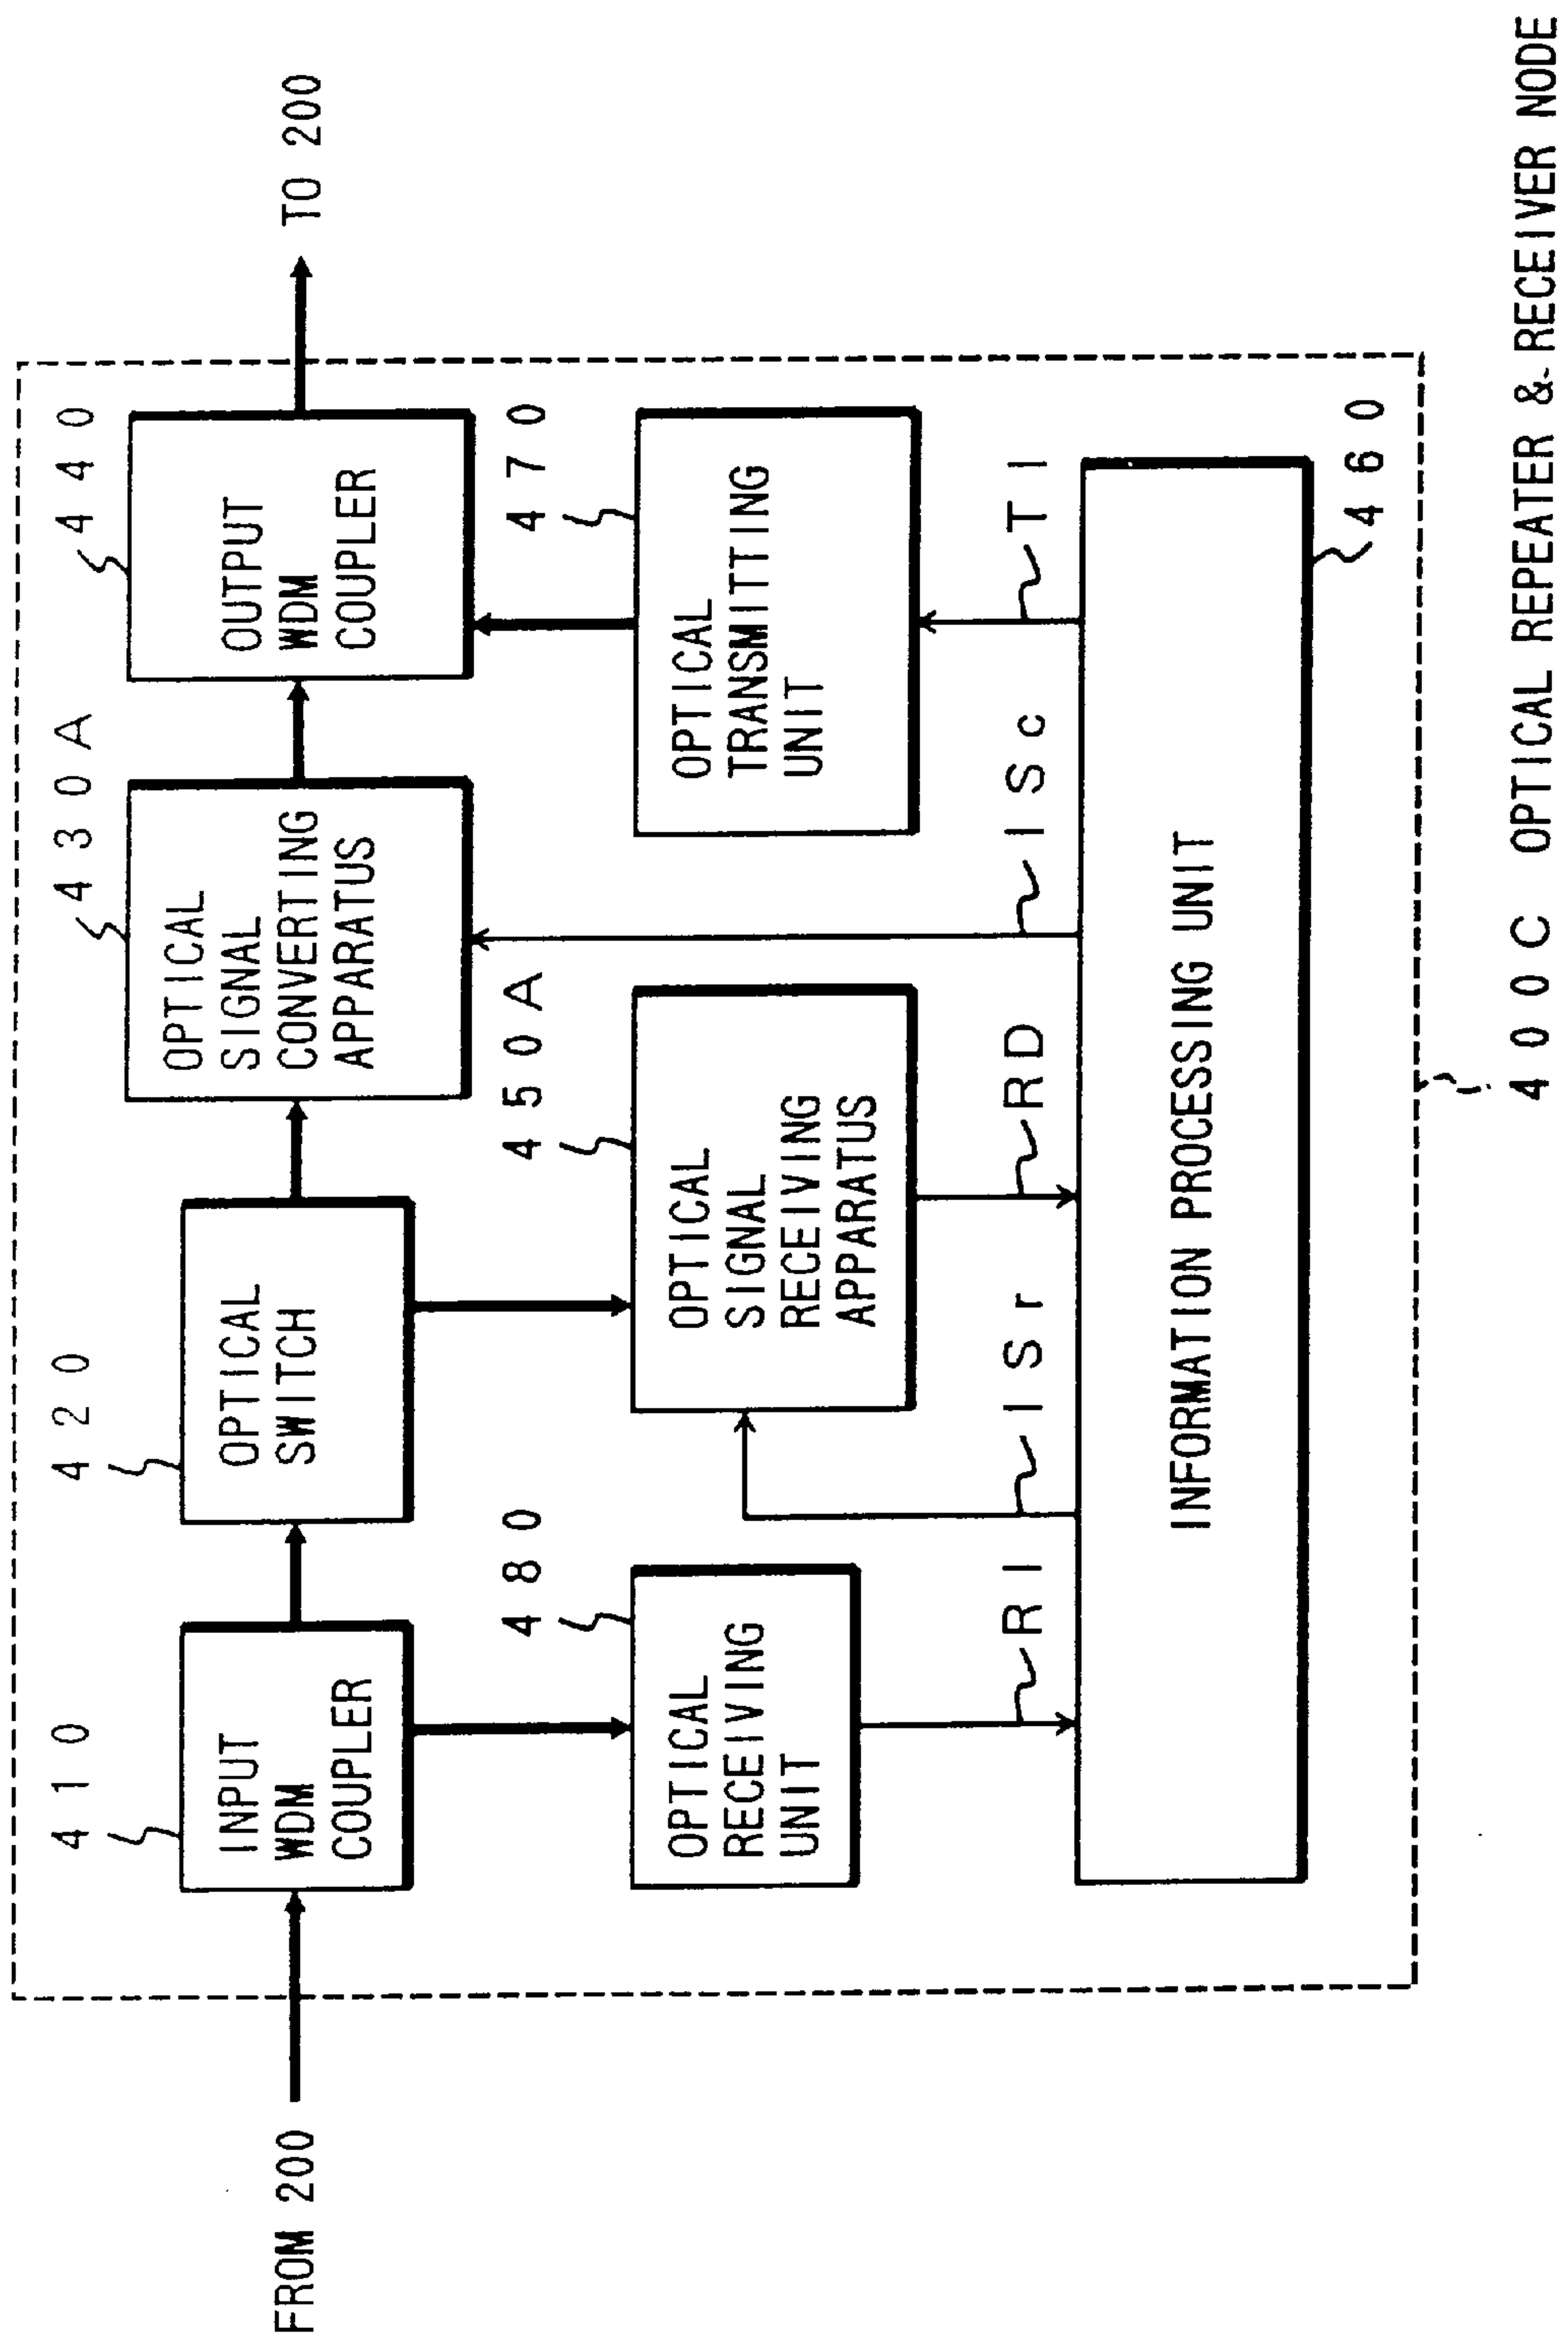 FROM 200
410
INPUT
WDM
COUPLER
420
OPTICAL
SWITCH
430A
OPTICAL
SIGNAL
CONVERTING
APPARATUS
440
OUTPUT
WDM
COUPLER
TO 200
480
OPTICAL
RECEIVING
UNIT
450A
OPTICAL
SIGNAL
RECEIVING
APPARATUS
470
OPTICAL
TRANSMITTING
UNIT
RI
ISr
RD
ISc
TI
INFORMATION PROCESSING UNIT
460
400C OPTICAL REPEATER & RECEIVER NODE